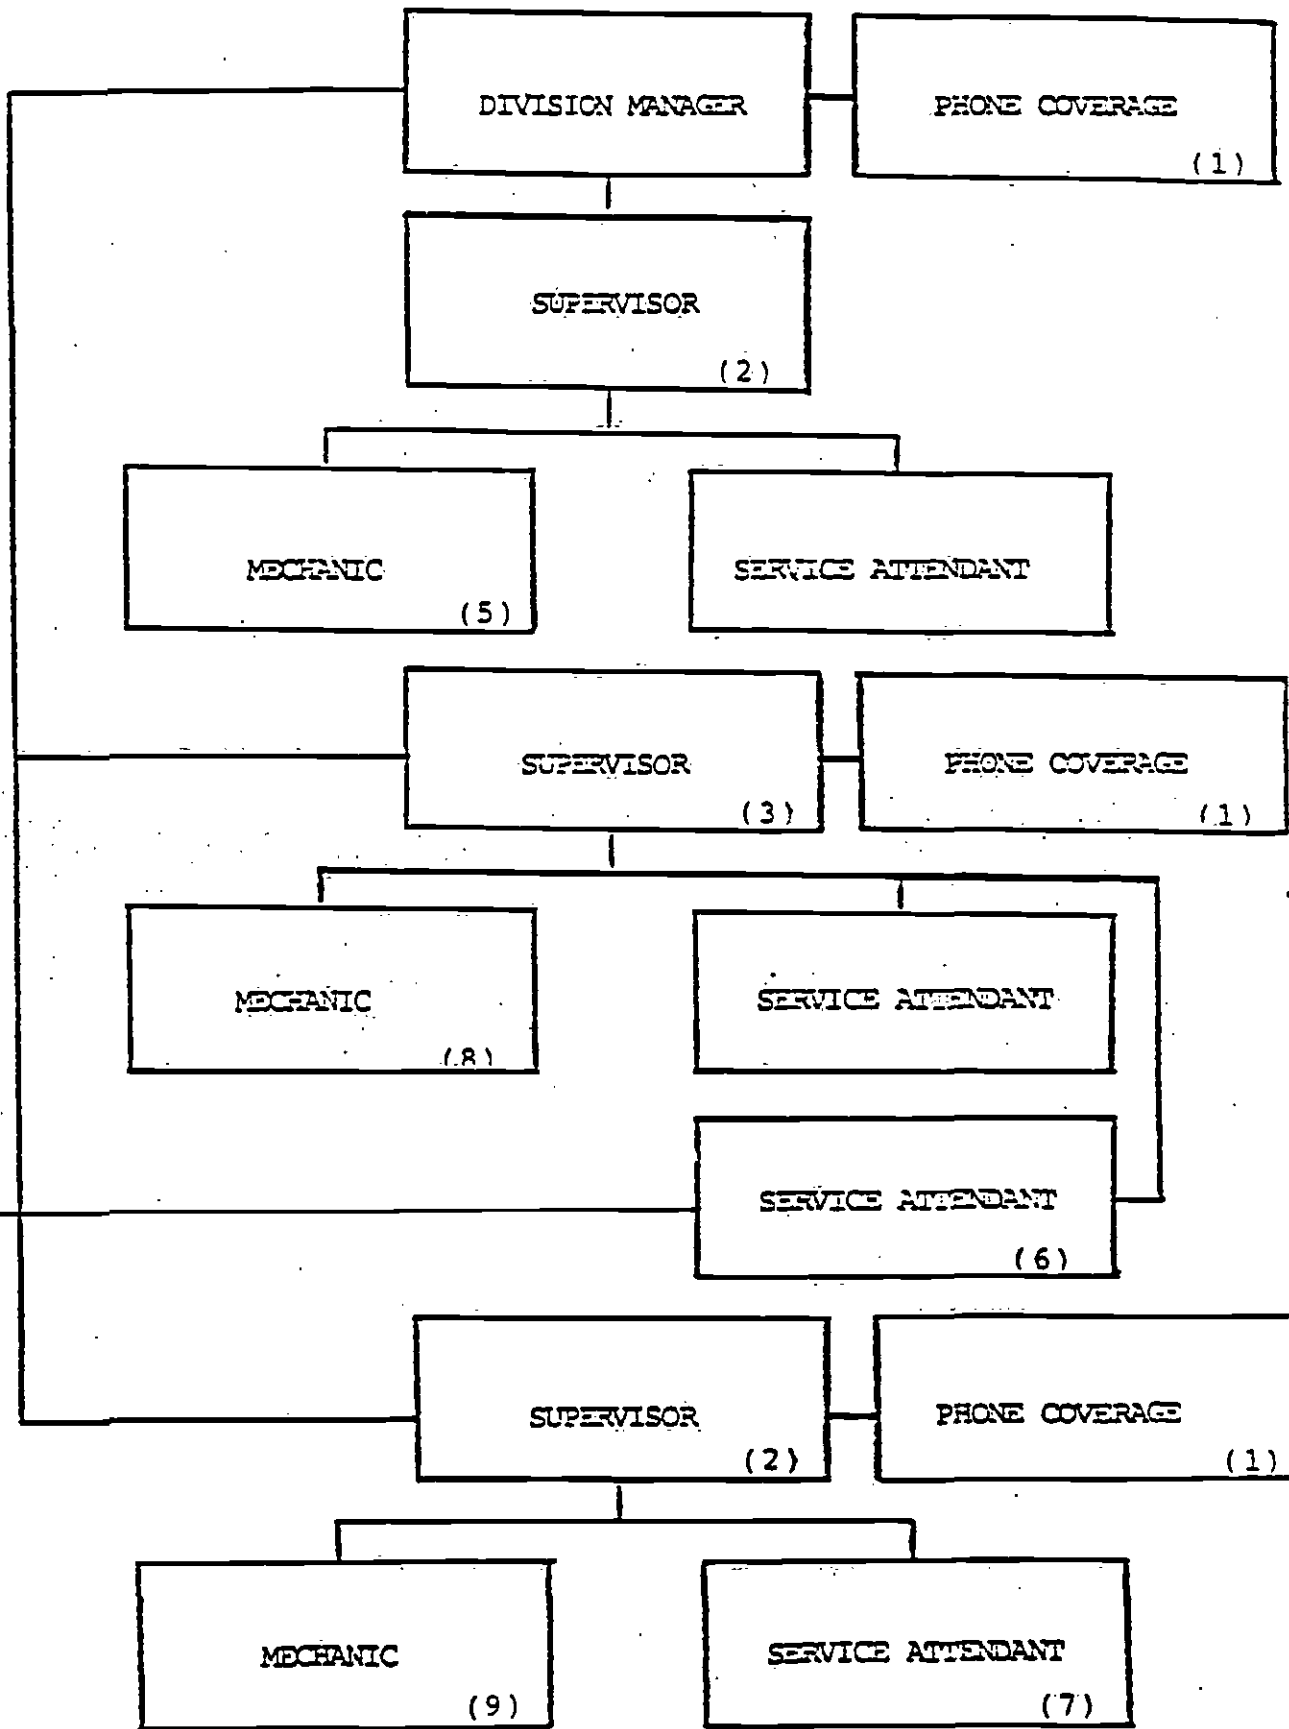 DIVISION MANAGER
PHONE COVERAGE
(1)
SUPERVISOR
(2)
MECHANIC
(5)
SERVICE ATTENDANT
SUPERVISOR
(3)
PHONE COVERAGE
(1)
MECHANIC
(8)
SERVICE ATTENDANT
SERVICE ATTENDANT
(6)
SUPERVISOR
(2)
PHONE COVERAGE
(1)
MECHANIC
(9)
SERVICE ATTENDANT
(7)